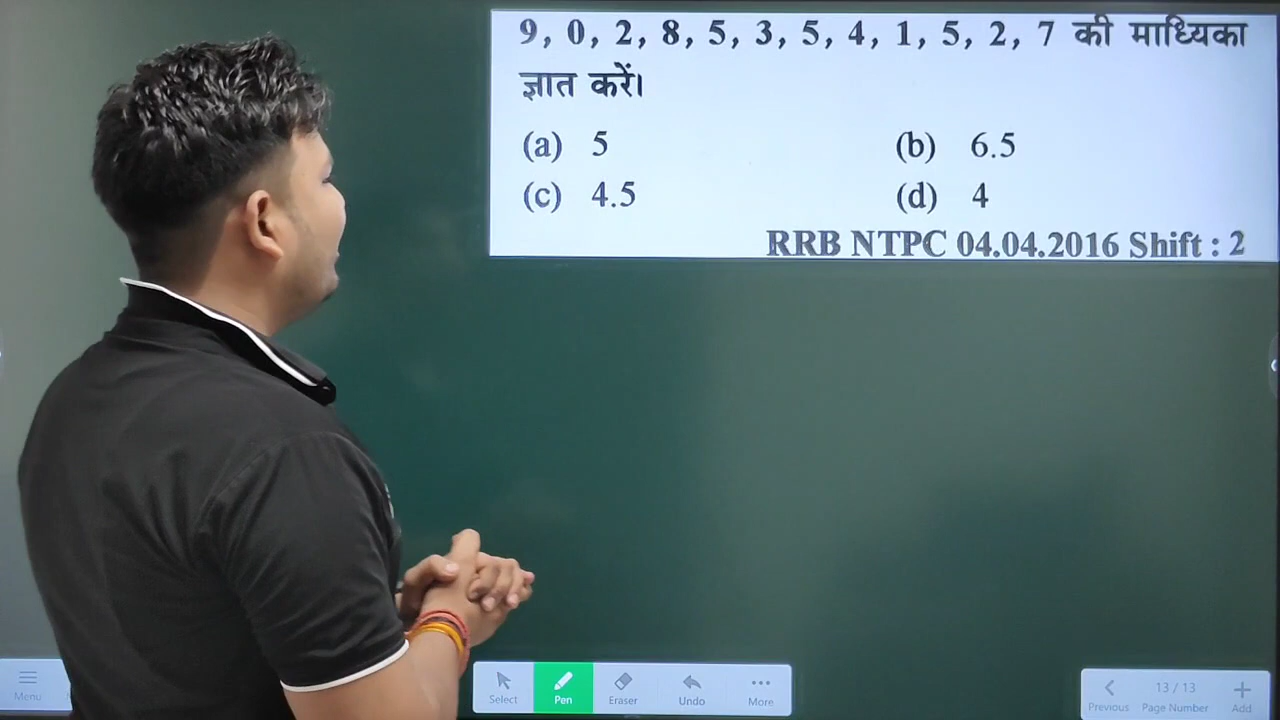 9, 0, 2, 8, 5, 3, 5, 4, 1, 5, 2, 7 की माध्यिका
ज्ञात करें।
(a) 5 (b) 6.5
(c) 4.5 (d) 4
RRB NTPC 04.04.2016 Shift : 2
Menu
Select Pen Eraser Undo More
13 / 13
Previous Page Number Add